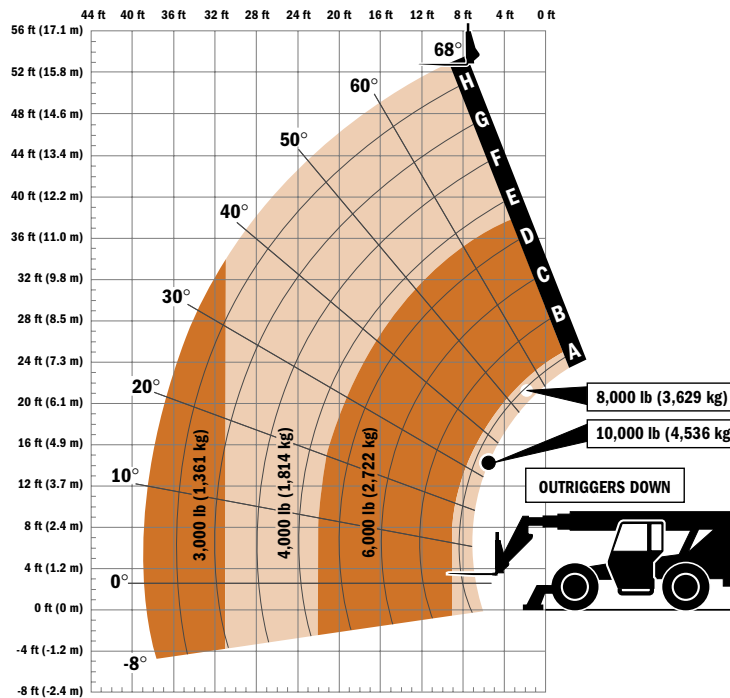 44 ft 40 ft 36 ft 32 ft 28 ft 24 ft 20 ft 16 ft 12 ft 8 ft 4 ft 0 ft
56 ft (17.1 m)
68°
52 ft (15.8 m)
H
60°
48 ft (14.6 m)
G
50°
44 ft (13.4 m)
F
40 ft (12.2 m)
E
40°
36 ft (11.0 m)
D
32 ft (9.8 m)
C
30°
28 ft (8.5 m)
B
24 ft (7.3 m)
A
20°
8,000 lb (3,629 kg)
20 ft (6.1 m)
10,000 lb (4,536 kg
16 ft (4.9 m)
3,000 lb (1,361 kg)
4,000 lb (1,814 kg)
6,000 lb (2,722 kg)
10°
12 ft (3.7 m)
OUTRIGGERS DOWN
8 ft (2.4 m)
4 ft (1.2 m)
0°
0 ft (0 m)
-4 ft (-1.2 m)
-8°
-8 ft (-2.4 m)